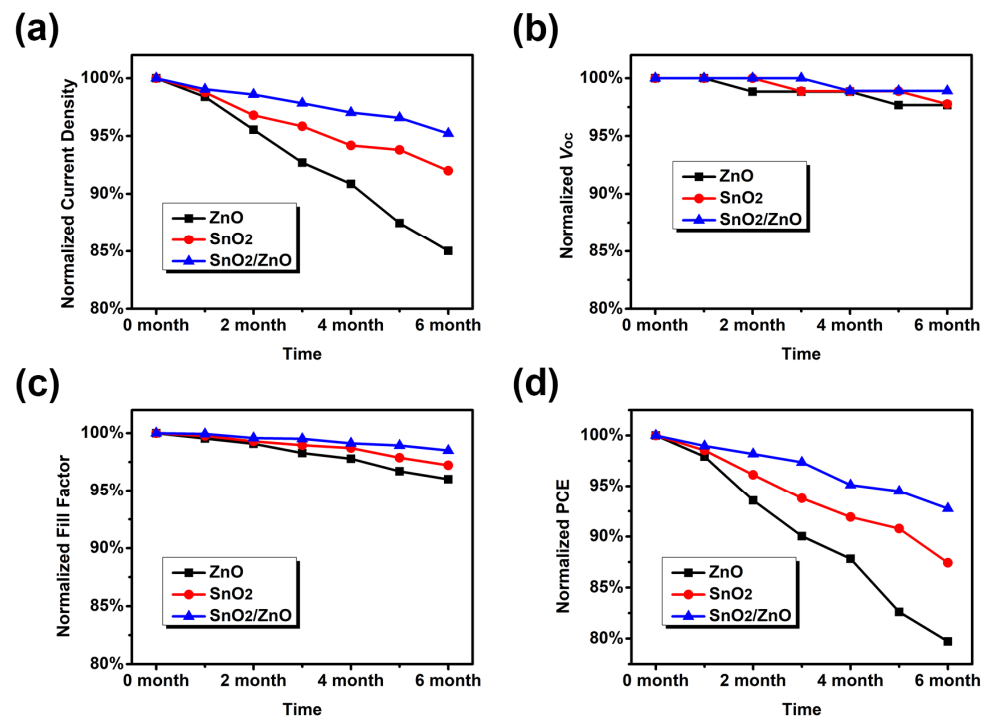 (a)
Normalized Current Density
100%
95%
90%
85%
80%
ZnO
SnO2
SnO2/ZnO
0 month
2 month
4 month
6 month
Time
(b)
Normalized Voc
100%
95%
90%
85%
80%
ZnO
SnO2
SnO2/ZnO
0 month
2 month
4 month
6 month
Time
(c)
Normalized Fill Factor
100%
95%
90%
85%
80%
ZnO
SnO2
SnO2/ZnO
0 month
2 month
4 month
6 month
Time
(d)
Normalized PCE
100%
95%
90%
85%
80%
ZnO
SnO2
SnO2/ZnO
0 month
2 month
4 month
6 month
Time